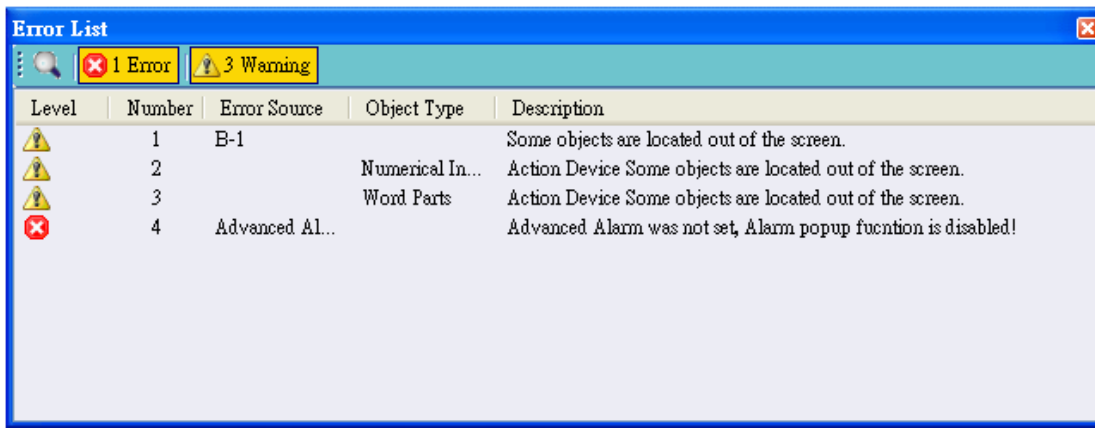 Error List
1 Error 3 Warning
Level Number Error Source Object Type Description
1 B-1 Some objects are located out of the screen.
2 Numerical In... Action Device Some objects are located out of the screen.
3 Word Parts Action Device Some objects are located out of the screen.
4 Advanced Al... Advanced Alarm was not set, Alarm popup fucntion is disabled!